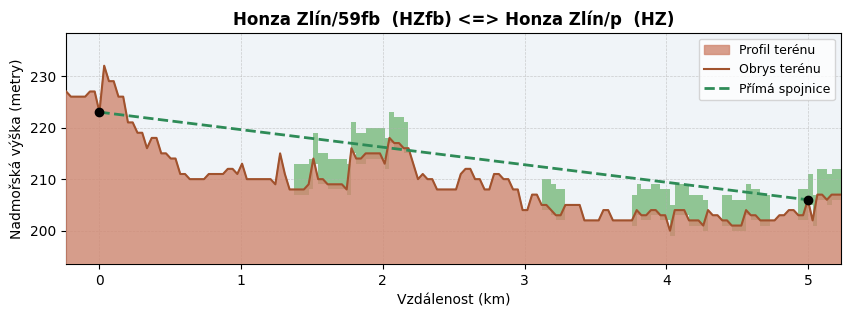 Honza Zlín/59fb  (HZfb) <=> Honza Zlín/p  (HZ)
Profil terénu
Obrys terénu
Přímá spojnice
Nadmořská výška (metry)
230
220
210
200
0 1 2 3 4 5
Vzdálenost (km)